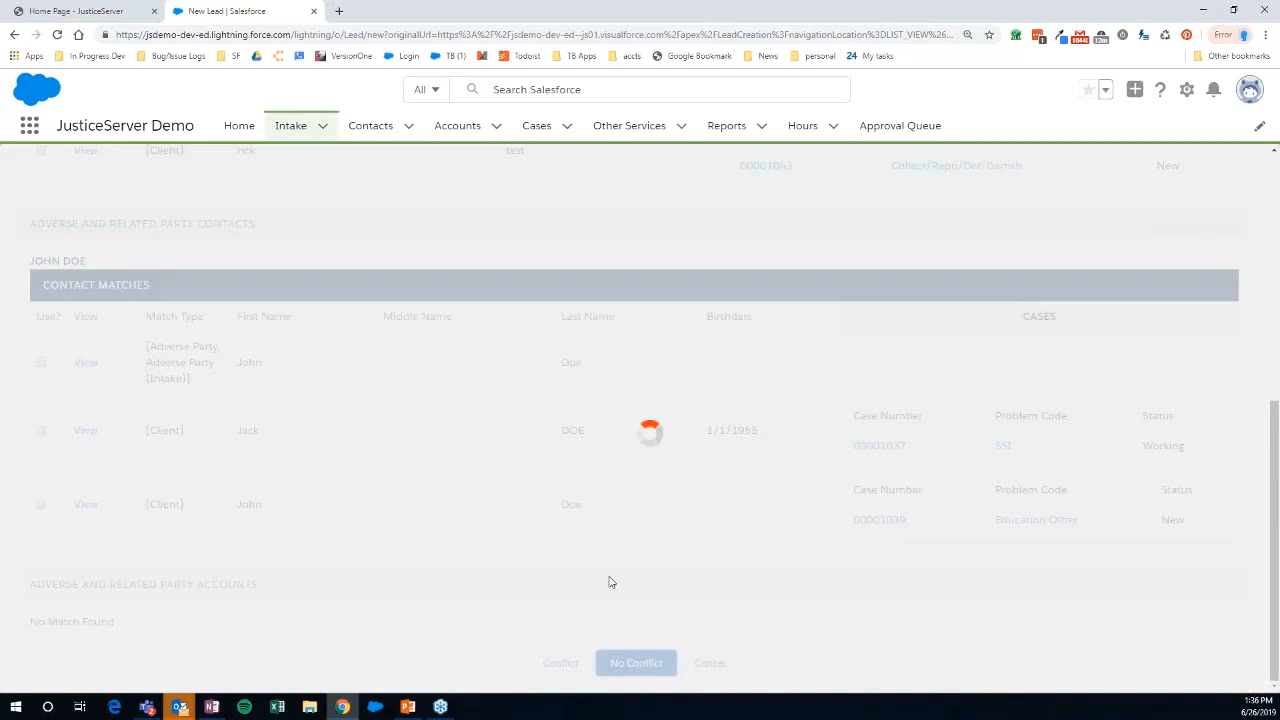 Home Page - JusticeServer
New Lead | Salesforce
https://jsdemo-dev-ed.lightning.force.com/lightning/o/Lead/new?originalUrl=https%3A%2F%2Fjsdemo-dev-ed--js01.visualforce.com%2Fapex%2FLeadCreation%3FnavigationLocation%3DLIST_VIEW%26...
Error
Apps In Progress Dev Bug/Issue Logs SF VersionOne Login TB (1) Todoist TB Apps accts Google Bookmark News personal 24 My tasks Other bookmarks
All Search Salesforce
JusticeServer Demo Home Intake Contacts Accounts Cases Other Services Reports Hours Approval Queue
View [Client] rick test
00001043 Collect/Repo/Def/Garnish New
ADVERSE AND RELATED PARTY CONTACTS
JOHN DOE
CONTACT MATCHES
Use? View Match Type First Name Middle Name Last Name Birthdate CASES
View [Adverse Party, Adverse Party (Intake)] John Doe
Case Number Problem Code Status
View [Client] Jack DOE 1/1/1955
00001037 SSI Working
Case Number Problem Code Status
View [Client] John Doe
00001039 Education Other New
ADVERSE AND RELATED PARTY ACCOUNTS
No Match Found
Conflict No Conflict Cancel
1:36 PM
6/26/2019